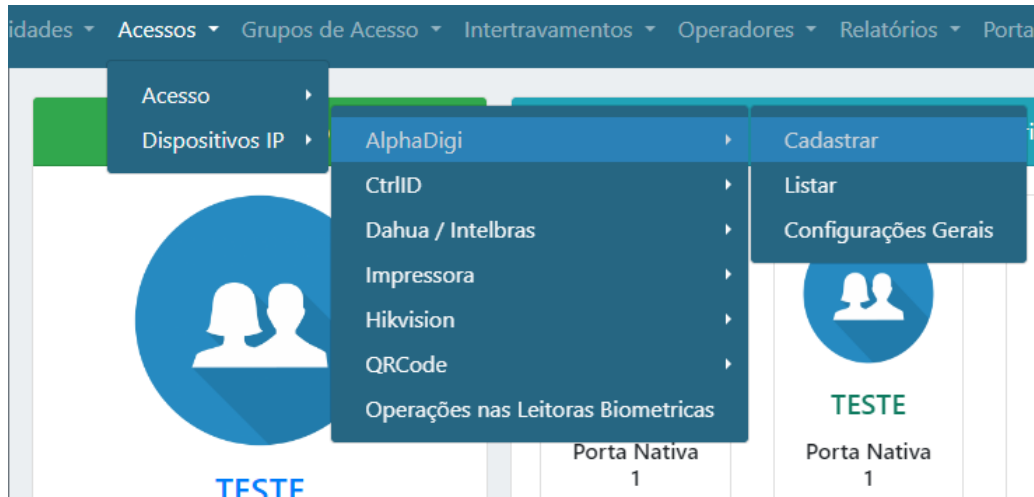 idades Acessos Grupos de Acesso Intertravamentos Operadores Relatórios Porta
Acesso
Dispositivos IP
AlphaDigi
CtrlID
Dahua / Intelbras
Impressora
Hikvision
QRCode
Operações nas Leitoras Biometricas
Cadastrar
Listar
Configurações Gerais
TESTE
TESTE
Porta Nativa
1
Porta Nativa
1